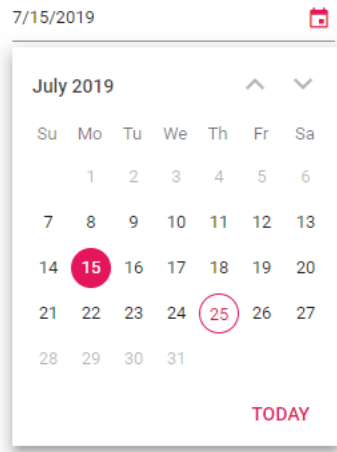 7/15/2019
July 2019
Su Mo Tu We Th Fr Sa
1 2 3 4 5 6
7 8 9 10 11 12 13
14 15 16 17 18 19 20
21 22 23 24 25 26 27
28 29 30 31
TODAY